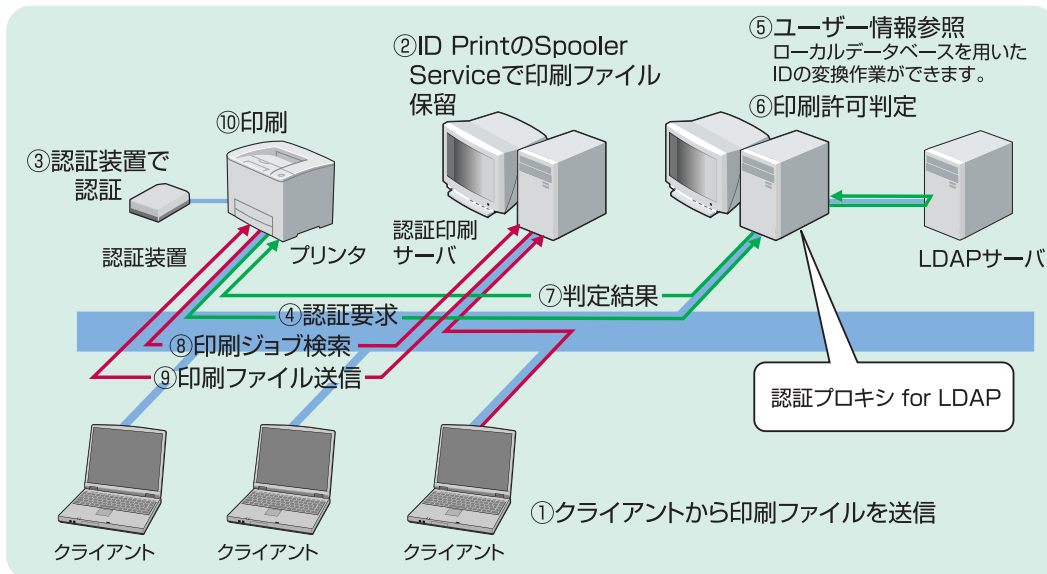 ②ID PrintのSpooler
Serviceで印刷ファイル
保留
⑤ユーザー情報参照
ローカルデータベースを用いた
IDの変換作業ができます。
⑥印刷許可判定
⑩印刷
③認証装置で
認証
認証装置
プリンタ
認証印刷
サーバ
LDAPサーバ
⑦判定結果
④認証要求
⑧印刷ジョブ検索
⑨印刷ファイル送信
認証プロキシ for LDAP
①クライアントから印刷ファイルを送信
クライアント
クライアント
クライアント